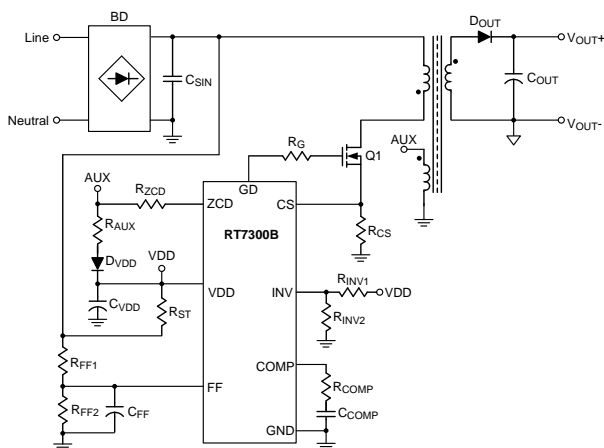 BD
Line
Neutral
CSIN
DOUT
VOUT+
COUT
VOUT-
AUX
Q1
RG
GD
AUX
RZCD
ZCD
CS
RCS
RAUX
RT7300B
DVDD
VDD
VDD
CVDD
RST
INV
RINV1
VDD
RINV2
RFF1
COMP
RCOMP
FF
RFF2
CFF
CCOMP
GND